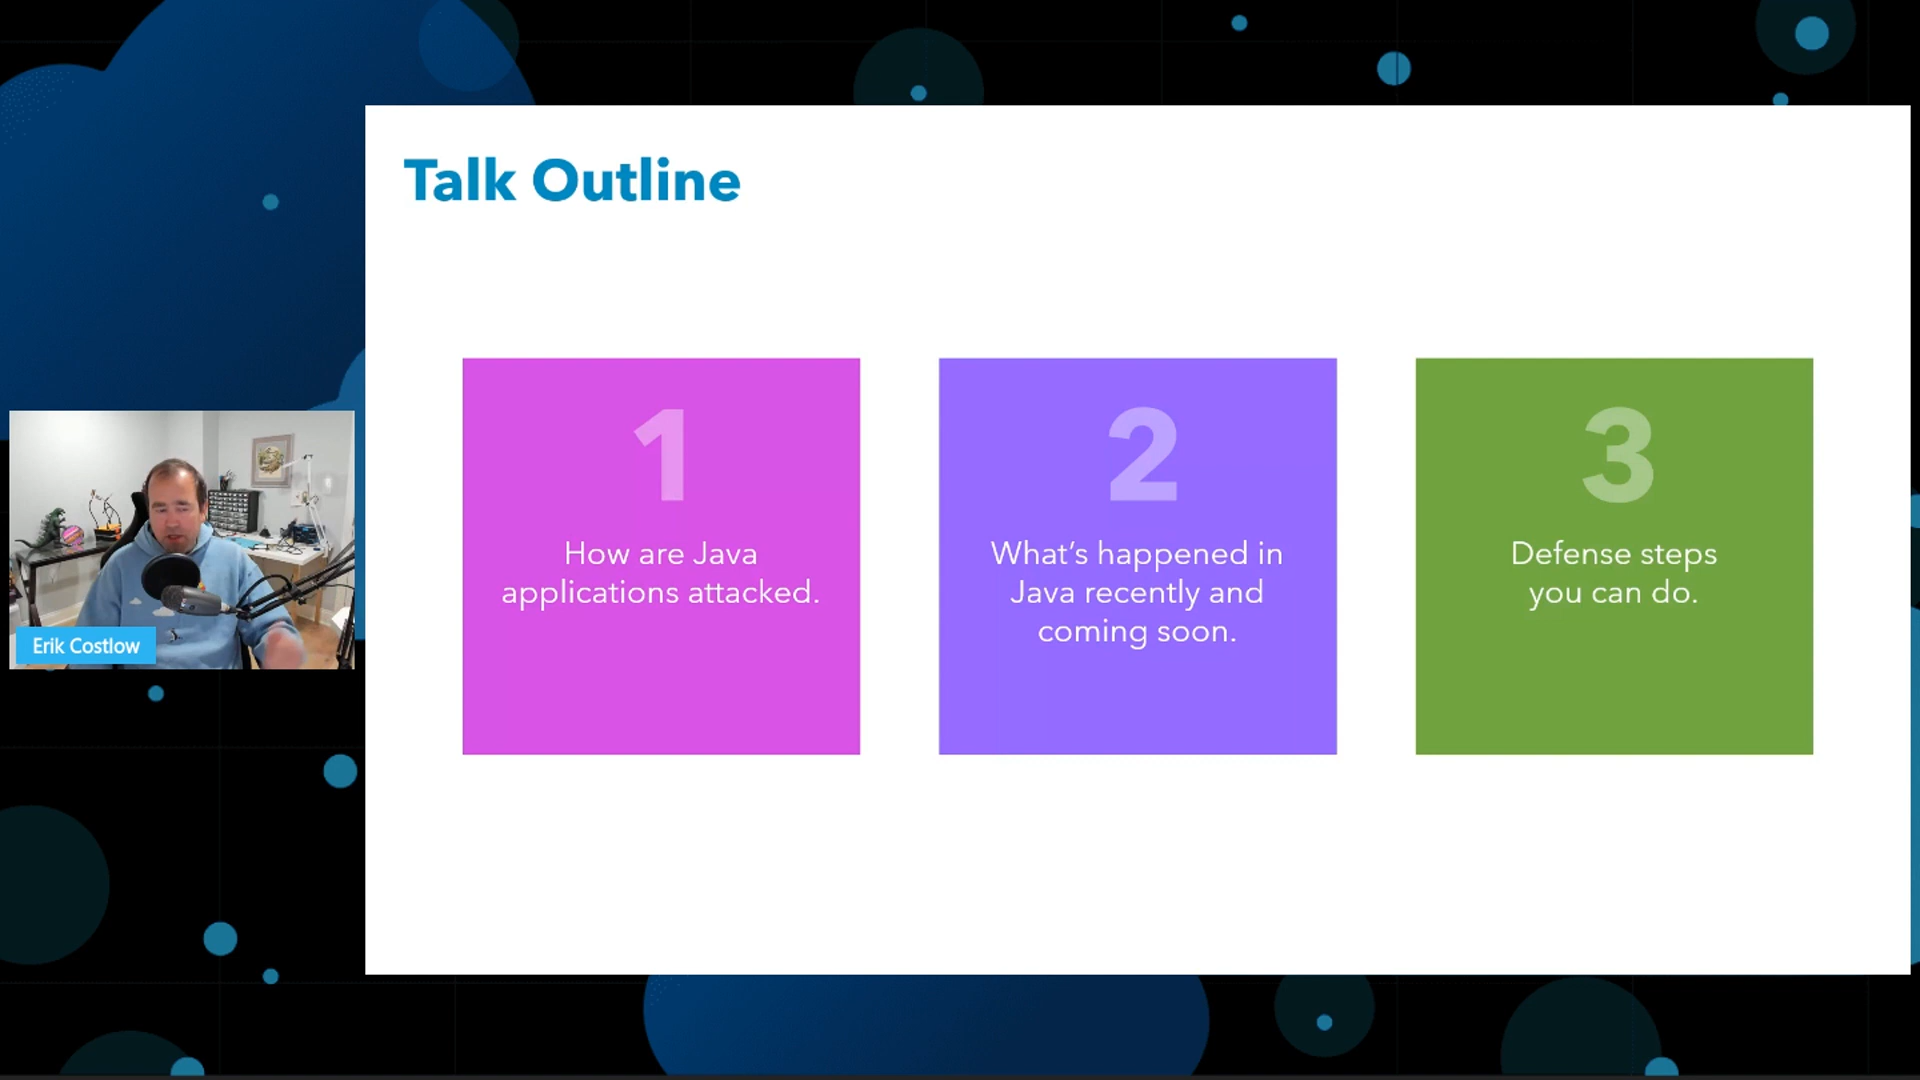 Talk Outline
1
How are Java
applications attacked.
2
What's happened in
Java recently and
coming soon.
3
Defense steps
you can do.
Erik Costlow